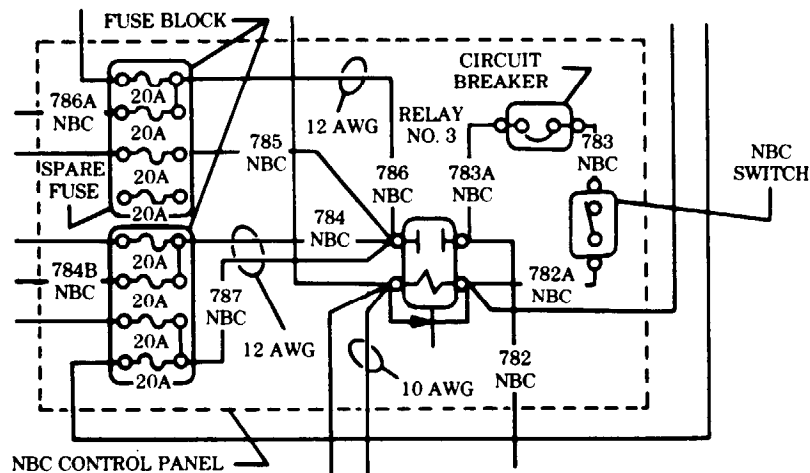 FUSE BLOCK
CIRCUIT
BREAKER
20A
786A
NBC
20A
12 AWG
RELAY
NO. 3
783
NBC
NBC
SWITCH
785
NBC
786
NBC
783A
NBC
20A
SPARE
FUSE
20A
784
NBC
784B
NBC
20A
787
NBC
782A
NBC
20A
12 AWG
782
NBC
20A
10 AWG
20A
NBC CONTROL PANEL